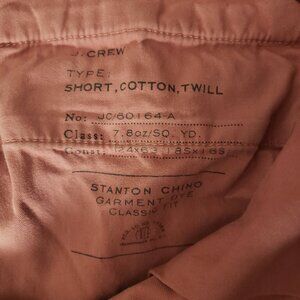 J.CREW
TYPE:
SHORT,COTTON,TWILL
No: JC/60164-A
Class: 7.8oz/SQ. YD.
Const:
STANTON CHINO
GARMENT DYE
CLASSIC FIT